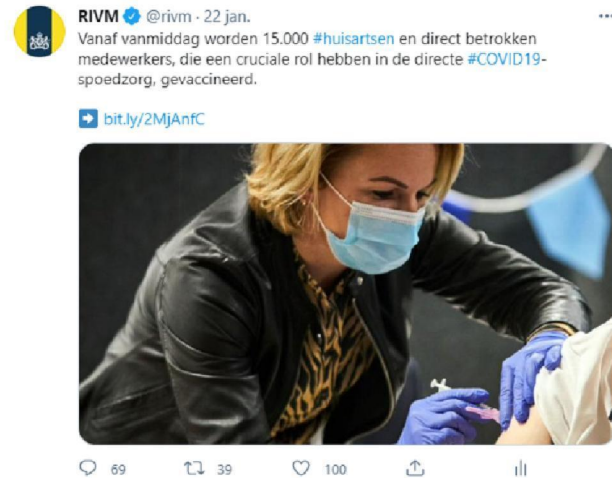 RIVM @rivm · 22 jan.
Vanaf vanmiddag worden 15.000 #huisartsen en direct betrokken
medewerkers, die een cruciale rol hebben in de directe #COVID19-
spoedzorg, gevaccineerd.
bit.ly/2MjAnfC
69 39 100